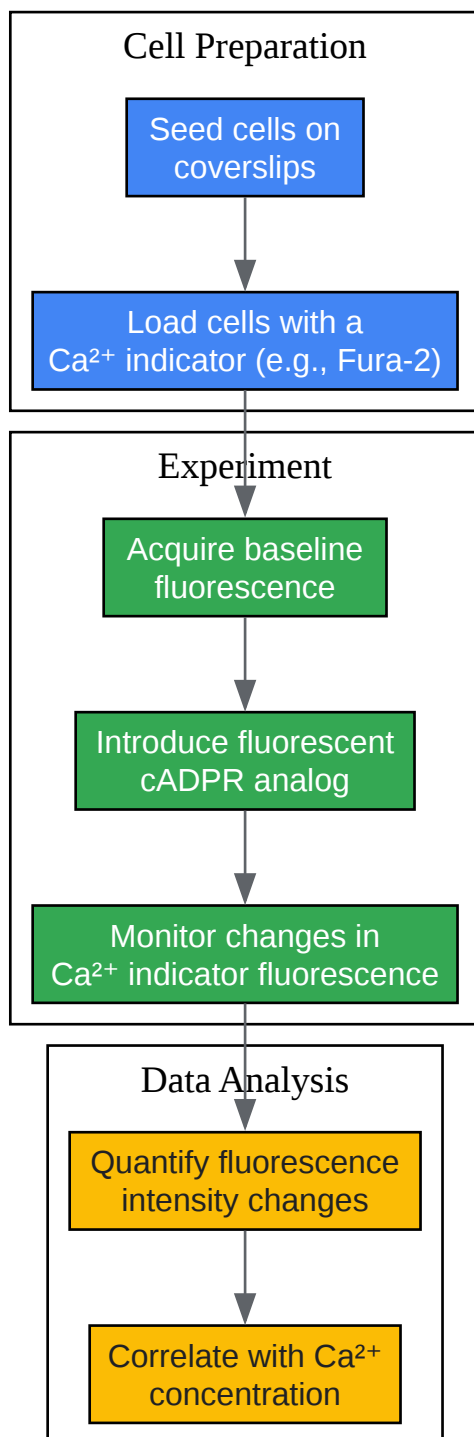 Cell Preparation
Seed cells on
coverslips
Load cells with a
Ca²⁺ indicator (e.g., Fura-2)
Experiment
Acquire baseline
fluorescence
Introduce fluorescent
cADPR analog
Monitor changes in
Ca²⁺ indicator fluorescence
Data Analysis
Quantify fluorescence
intensity changes
Correlate with Ca²⁺
concentration